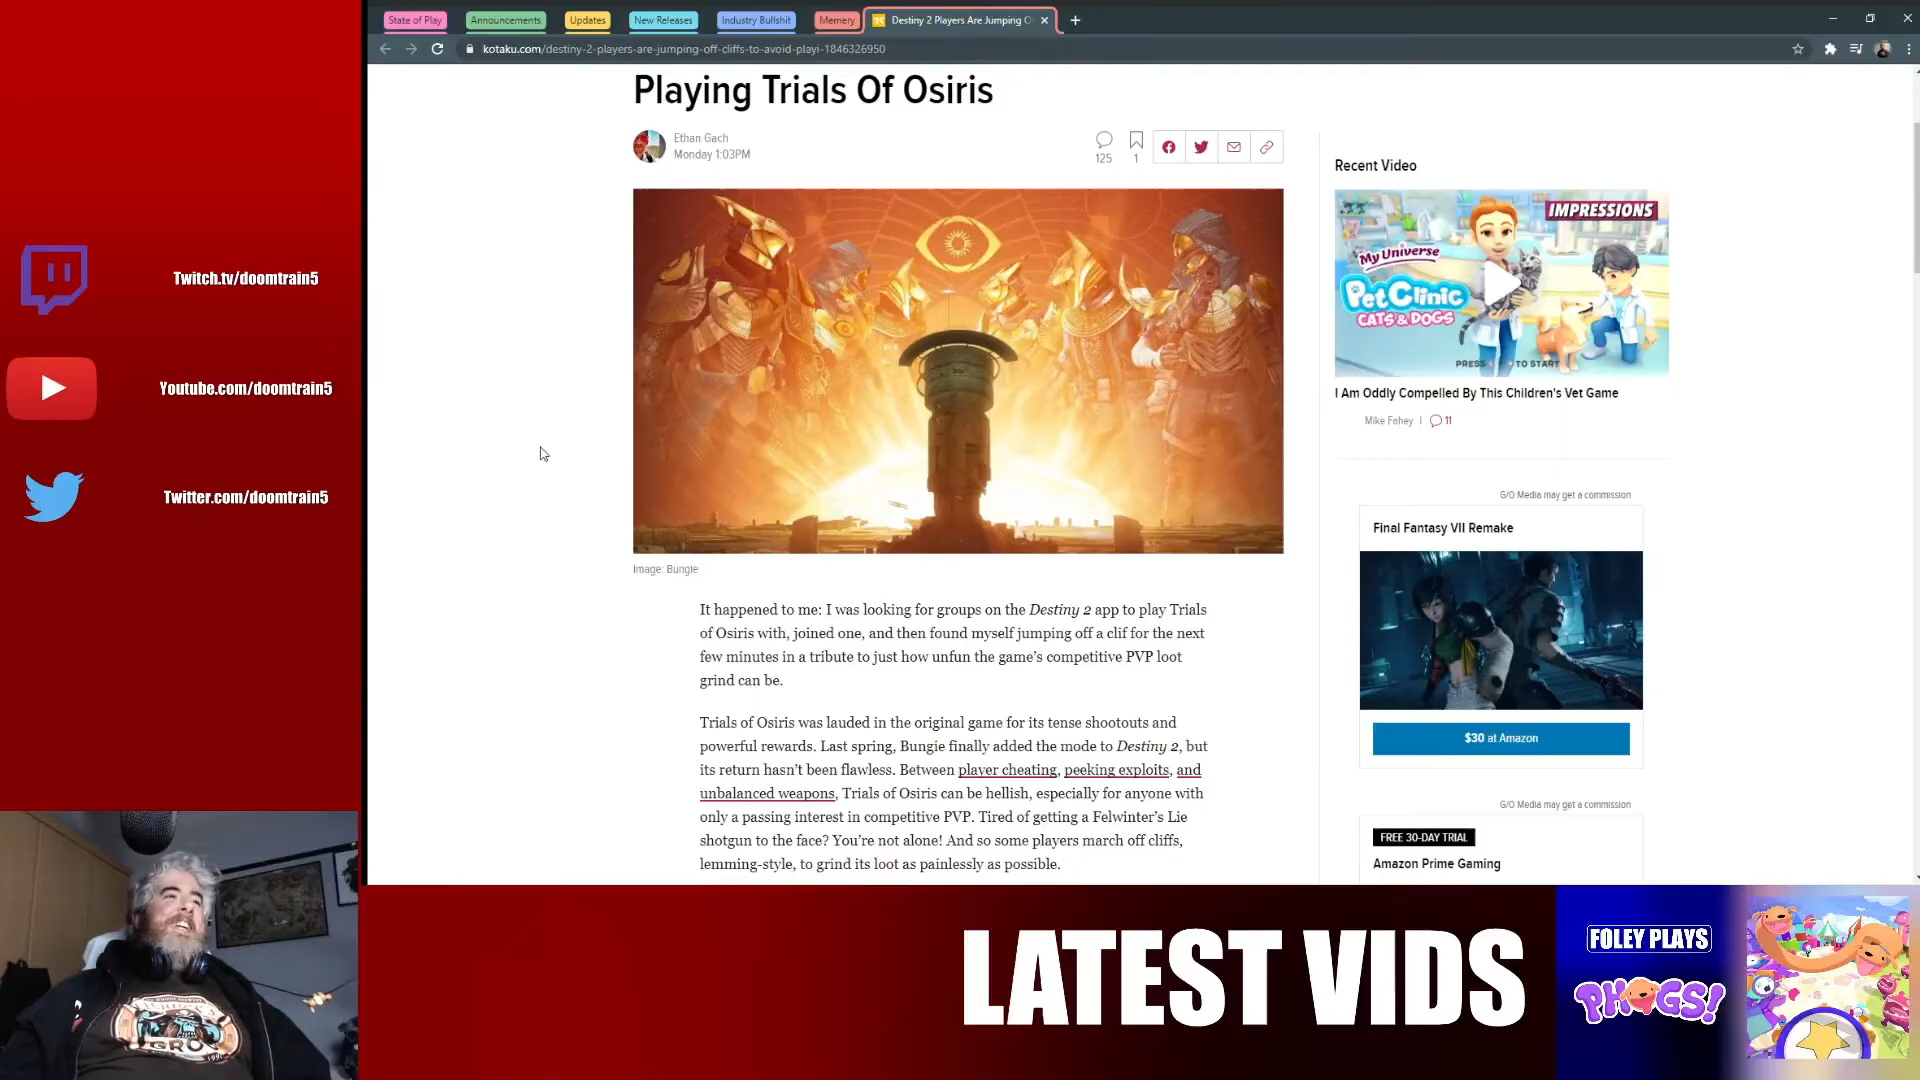 State of Play
Announcements
Updates
New Releases
Industry Bullshit
Memery
Destiny 2 Players Are Jumping O
kotaku.com/destiny-2-players-are-jumping-off-cliffs-to-avoid-playi-1846326950
Playing Trials Of Osiris
Ethan Gach
Monday 1:03PM
125
1
Image: Bungie
It happened to me: I was looking for groups on the Destiny 2 app to play Trials
of Osiris with, joined one, and then found myself jumping off a clif for the next
few minutes in a tribute to just how unfun the game's competitive PVP loot
grind can be.
Trials of Osiris was lauded in the original game for its tense shootouts and
powerful rewards. Last spring, Bungie finally added the mode to Destiny 2, but
its return hasn't been flawless. Between player cheating, peeking exploits, and
unbalanced weapons, Trials of Osiris can be hellish, especially for anyone with
only a passing interest in competitive PVP. Tired of getting a Felwinter's Lie
shotgun to the face? You're not alone! And so some players march off cliffs,
lemming-style, to grind its loot as painlessly as possible.
Recent Video
IMPRESSIONS
My Universe
Pet Clinic
CATS & DOGS
PRESS
TO START
I Am Oddly Compelled By This Children's Vet Game
Mike Fahey
11
G/O Media may get a commission
Final Fantasy VII Remake
$30 at Amazon
G/O Media may get a commission
FREE 30-DAY TRIAL
Amazon Prime Gaming
Twitch.tv/doomtrain5
Youtube.com/doomtrain5
Twitter.com/doomtrain5
LATEST VIDS
FOLEY PLAYS
PHOGS!